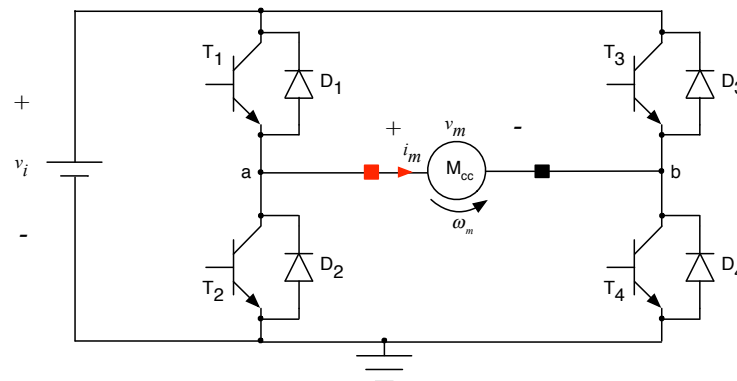 T1
D1
T3
D3
+
vi
-
+ vm -
im
a
Mcc
b
ωm
T2
D2
T4
D4